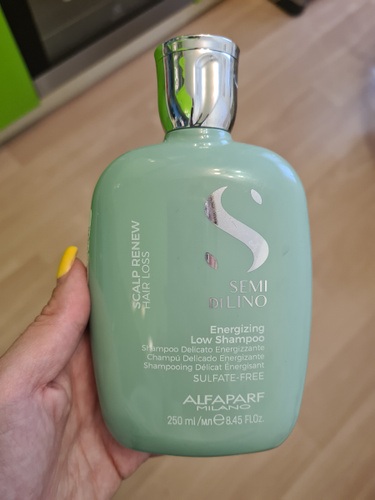 SCALP RENEW
HAIR LOSS
SEMI
DI LINO
Energizing
Low Shampoo
Shampoo Delicato Energizzante
Champú Delicado Energizante
Shampooing Délicat Énergisant
SULFATE-FREE
ALFAPARF
MILANO
250 ml /мл℮8.45 Fl.Oz.